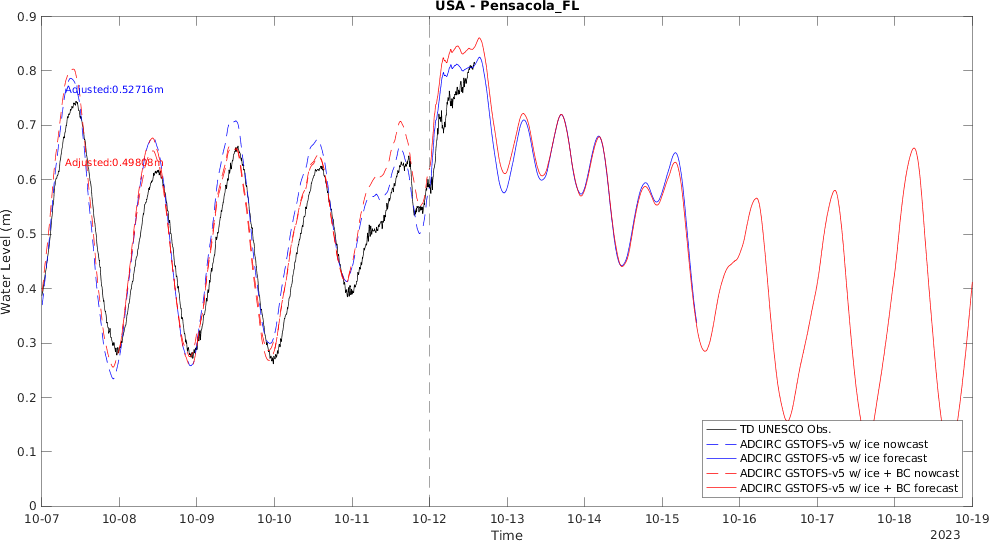 USA - Pensacola_FL
0.9
0.8
0.7
0.6
0.5
0.4
0.3
0.2
0.1
0
Water Level (m)
Adjusted:0.52716m
Adjusted:0.49808m
TD UNESCO Obs.
ADCIRC GSTOFS-v5 w/ ice nowcast
ADCIRC GSTOFS-v5 w/ ice forecast
ADCIRC GSTOFS-v5 w/ ice + BC nowcast
ADCIRC GSTOFS-v5 w/ ice + BC forecast
10-07 10-08 10-09 10-10 10-11 10-12 10-13 10-14 10-15 10-16 10-17 10-18 10-19
Time
2023